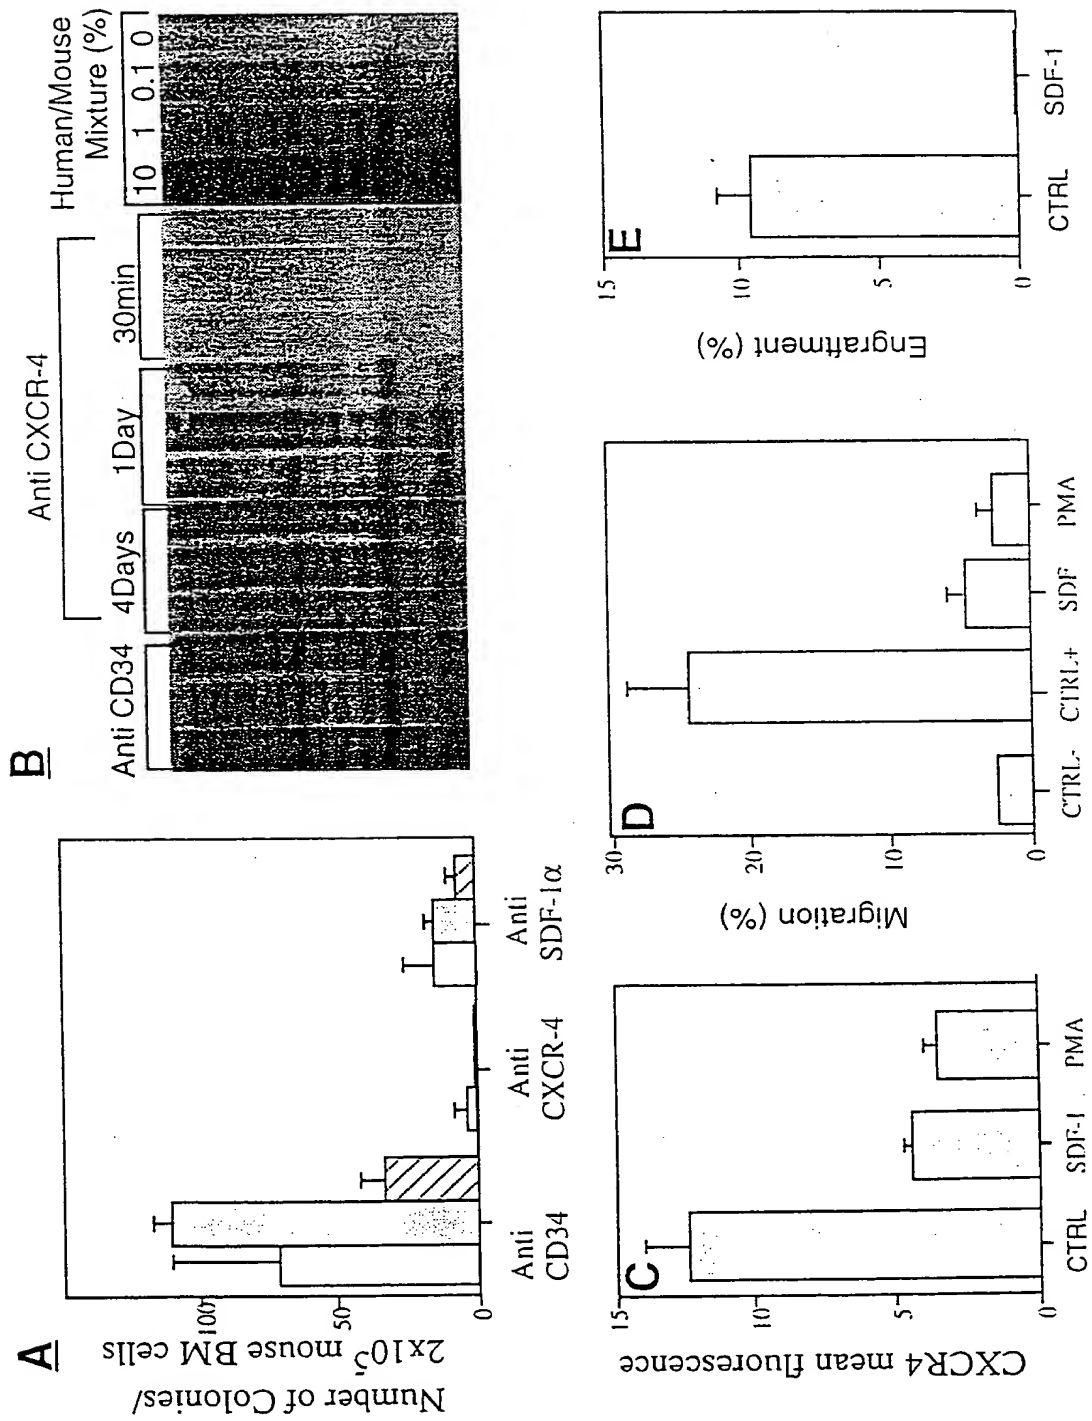 A
Number of Colonies/
2x10⁵ mouse BM cells
100
50
0
Anti
CD34
Anti
CXCR-4
Anti
SDF-1α
B
Anti CXCR-4
Human/Mouse
Mixture (%)
Anti CD34
4Days
1Day
30min
10 1 0.1 0
C
CXCR4 mean fluorescence
15
10
5
0
CTRL
SDF-1
PMA
D
Migration (%)
30
20
10
0
CTRL-
CTRL+
SDF
PMA
E
Engraftment (%)
15
10
5
0
CTRL
SDF-1